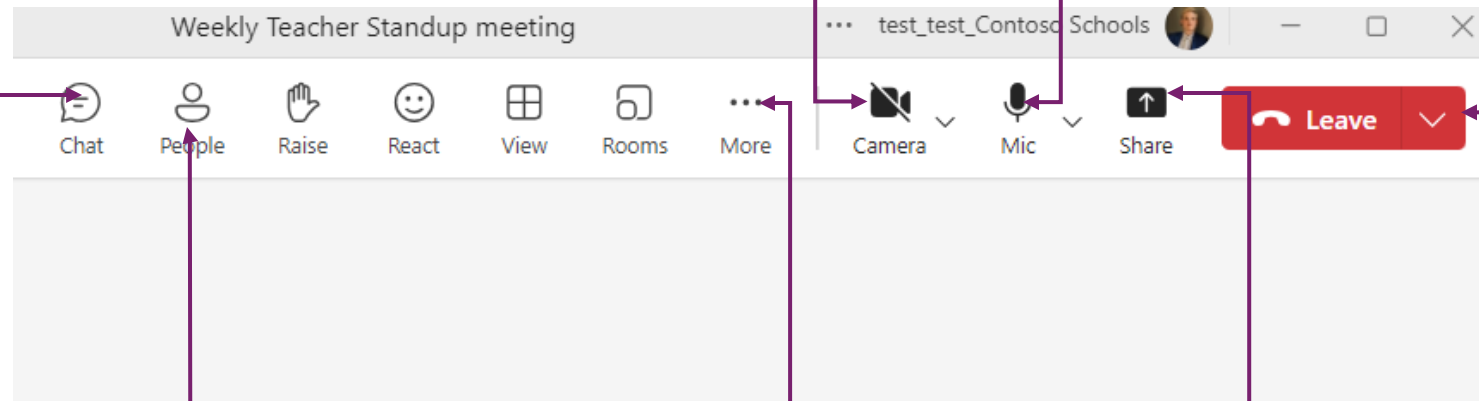 Weekly Teacher Standup meeting
test_test_Contoso Schools
Chat People Raise React View Rooms More Camera Mic Share Leave